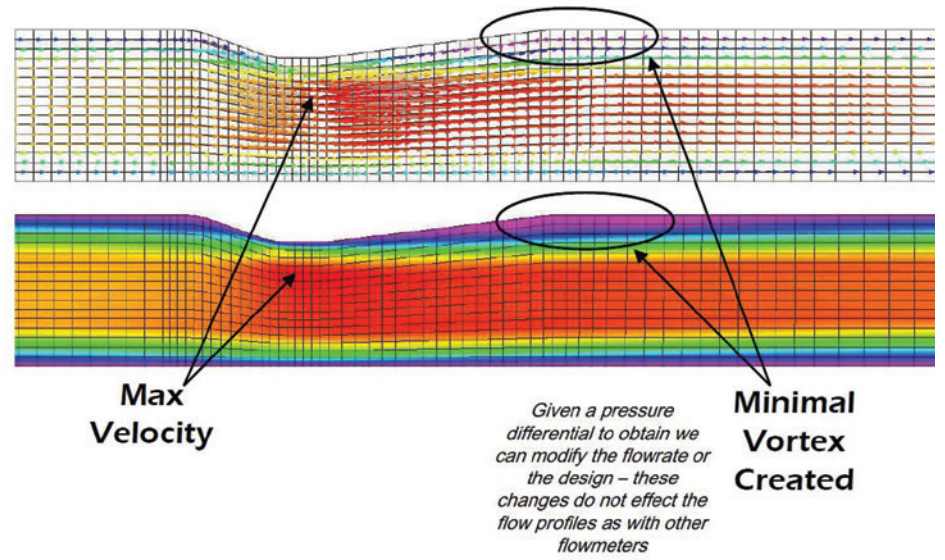 Max
Velocity
Given a pressure
differential to obtain we
can modify the flowrate or
the design – these
changes do not effect the
flow profiles as with other
flowmeters
Minimal
Vortex
Created